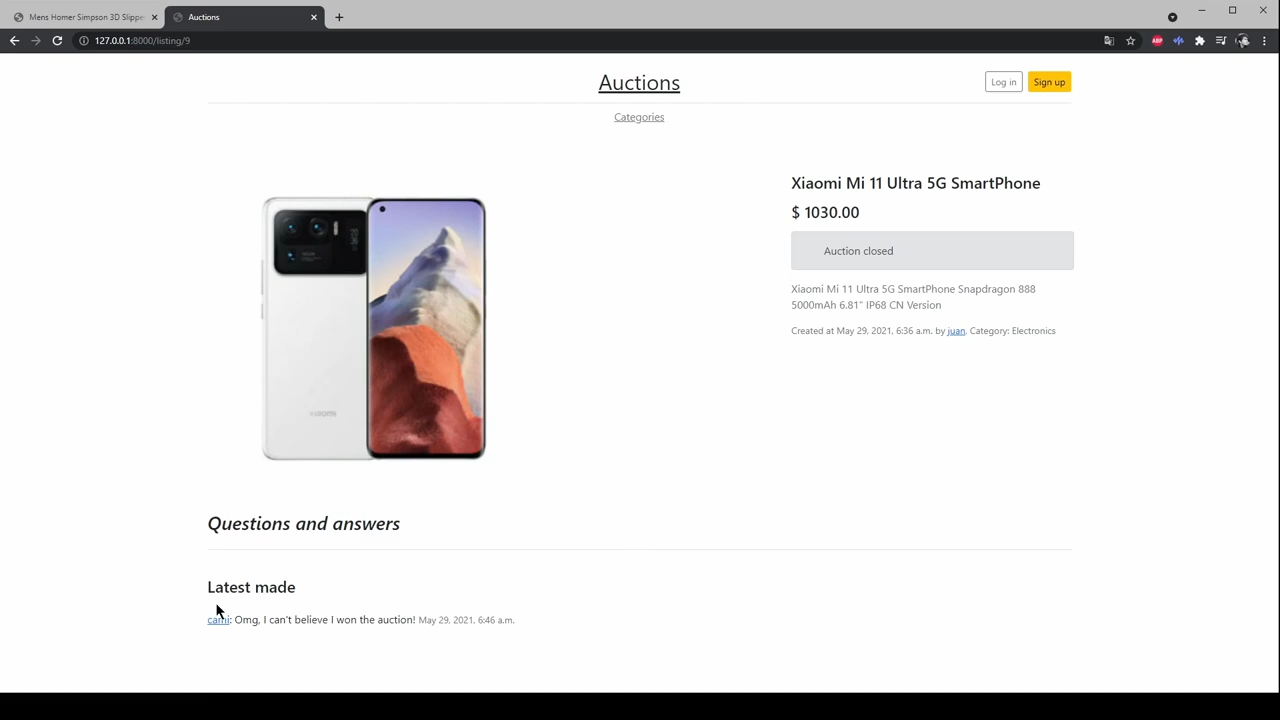 Mens Homer Simpson 3D Slippe
Auctions
127.0.0.1:8000/listing/9
ABP
Auctions
Log in
Sign up
Categories
Xiaomi Mi 11 Ultra 5G SmartPhone
$ 1030.00
Auction closed
Xiaomi Mi 11 Ultra 5G SmartPhone Snapdragon 888
5000mAh 6.81" IP68 CN Version
Created at May 29, 2021, 6:36 a.m. by juan. Category: Electronics
XIAOMI
Questions and answers
Latest made
cami: Omg, I can't believe I won the auction! May 29, 2021, 6:46 a.m.